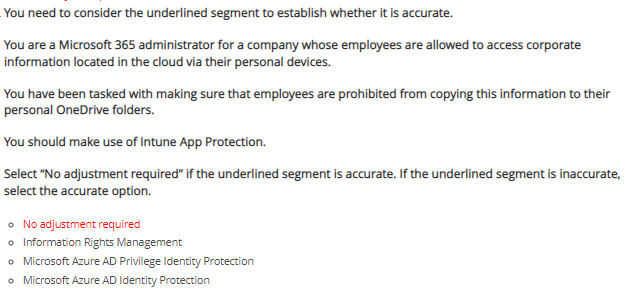 You need to consider the underlined segment to establish whether it is accurate.
You are a Microsoft 365 administrator for a company whose employees are allowed to access corporate
information located in the cloud via their personal devices.
You have been tasked with making sure that employees are prohibited from copying this information to their
personal OneDrive folders.
You should make use of Intune App Protection.
Select “No adjustment required” if the underlined segment is accurate. If the underlined segment is inaccurate,
select the accurate option.
No adjustment required
Information Rights Management
Microsoft Azure AD Privilege Identity Protection
Microsoft Azure AD Identity Protection